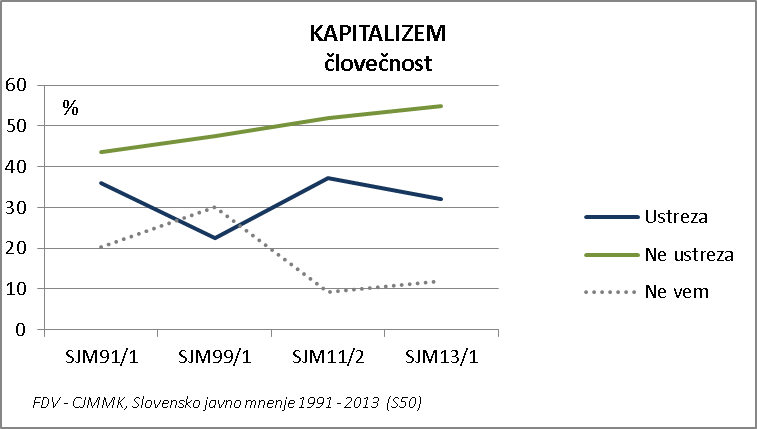 KAPITALIZEM
človečnost
%
60
50
40
30
20
10
0
SJM91/1 SJM99/1 SJM11/2 SJM13/1
Ustreza
Ne ustreza
Ne vem
FDV - CJMMK, Slovensko javno mnenje 1991 - 2013 (S50)